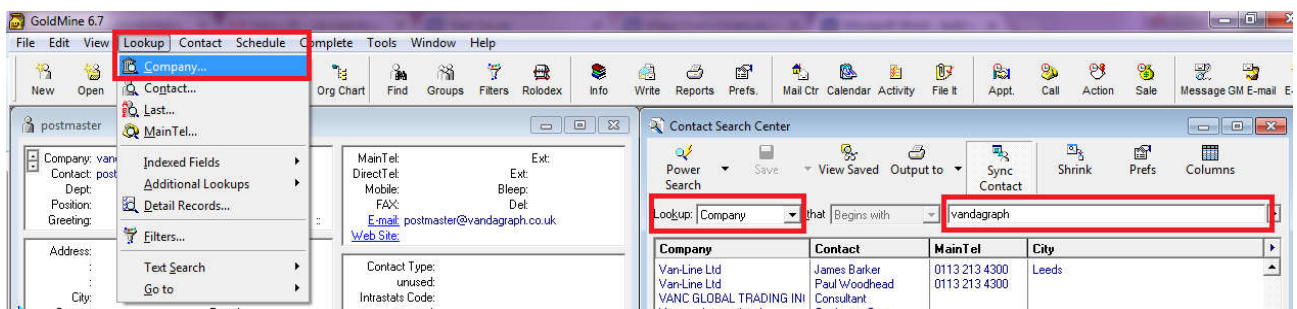 GoldMine 6.7
File Edit View Lookup Contact Schedule Complete Tools Window Help
New Open Org Chart Find Groups Filters Rolodex Info Write Reports Prefs. Mail Ctr Calendar Activity File It Appt. Call Action Sale Message GM E-mail
Company...
Contact...
Last...
MainTel...
Indexed Fields
Additional Lookups
Detail Records...
Filters...
Text Search
Go to
postmaster
Company: van
Contact: post
Dept:
Position:
Greeting:
Address:
:
:
City:
MainTel: Ext:
DirectTel: Ext:
Mobile: Bleep:
FAX: Del:
E-mail: postmaster@vandagraph.co.uk
Web Site:
Contact Type:
unused:
Intrastats Code:
Contact Search Center
Power Search Save View Saved Output to Sync Contact Shrink Prefs Columns
Lookup: Company that Begins with vandagraph
Company Contact MainTel City
Van-Line Ltd James Barker 0113 213 4300 Leeds
Van-Line Ltd Paul Woodhead 0113 213 4300
VANC GLOBAL TRADING IN Consultant